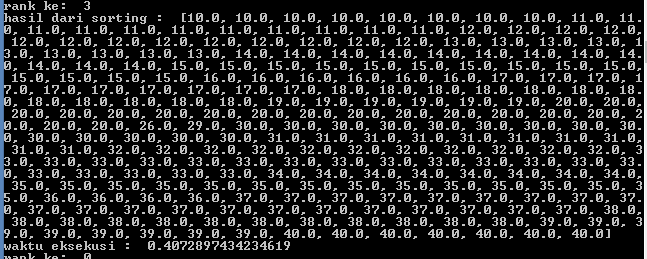 rank ke:  3
hasil dari sorting :  [10.0, 10.0, 10.0, 10.0, 10.0, 10.0, 10.0, 10.0, 11.0, 11.
0, 11.0, 11.0, 11.0, 11.0, 11.0, 11.0, 11.0, 11.0, 11.0, 12.0, 12.0, 12.0, 12.0,
12.0, 12.0, 12.0, 12.0, 12.0, 12.0, 12.0, 12.0, 12.0, 13.0, 13.0, 13.0, 13.0, 1
3.0, 13.0, 13.0, 13.0, 13.0, 14.0, 14.0, 14.0, 14.0, 14.0, 14.0, 14.0, 14.0, 14.
0, 14.0, 14.0, 14.0, 15.0, 15.0, 15.0, 15.0, 15.0, 15.0, 15.0, 15.0, 15.0, 15.0,
15.0, 15.0, 15.0, 15.0, 16.0, 16.0, 16.0, 16.0, 16.0, 16.0, 17.0, 17.0, 17.0, 1
7.0, 17.0, 17.0, 17.0, 17.0, 17.0, 18.0, 18.0, 18.0, 18.0, 18.0, 18.0, 18.0, 18.
0, 18.0, 18.0, 18.0, 18.0, 18.0, 19.0, 19.0, 19.0, 19.0, 19.0, 19.0, 20.0, 20.0,
20.0, 20.0, 20.0, 20.0, 20.0, 20.0, 20.0, 20.0, 20.0, 20.0, 20.0, 20.0, 20.0, 2
0.0, 20.0, 20.0, 26.0, 29.0, 30.0, 30.0, 30.0, 30.0, 30.0, 30.0, 30.0, 30.0, 30.
0, 30.0, 30.0, 30.0, 30.0, 30.0, 31.0, 31.0, 31.0, 31.0, 31.0, 31.0, 31.0, 31.0,
31.0, 31.0, 32.0, 32.0, 32.0, 32.0, 32.0, 32.0, 32.0, 32.0, 32.0, 33.0, 33.0, 3
3.0, 33.0, 33.0, 33.0, 33.0, 33.0, 33.0, 33.0, 33.0, 33.0, 33.0, 33.0, 33.0, 33.
0, 33.0, 33.0, 33.0, 33.0, 34.0, 34.0, 34.0, 34.0, 34.0, 34.0, 34.0, 34.0, 34.0,
35.0, 35.0, 35.0, 35.0, 35.0, 35.0, 35.0, 35.0, 35.0, 35.0, 35.0, 35.0, 35.0, 3
5.0, 36.0, 36.0, 36.0, 36.0, 37.0, 37.0, 37.0, 37.0, 37.0, 37.0, 37.0, 37.0, 37.
0, 37.0, 37.0, 37.0, 37.0, 37.0, 37.0, 37.0, 37.0, 37.0, 37.0, 37.0, 37.0, 38.0,
38.0, 38.0, 38.0, 38.0, 38.0, 38.0, 38.0, 38.0, 38.0, 38.0, 38.0, 39.0, 39.0, 3
9.0, 39.0, 39.0, 39.0, 39.0, 39.0, 40.0, 40.0, 40.0, 40.0, 40.0, 40.0, 40.0]
waktu eksekusi :  0.4072897434234619
rank ke:  0